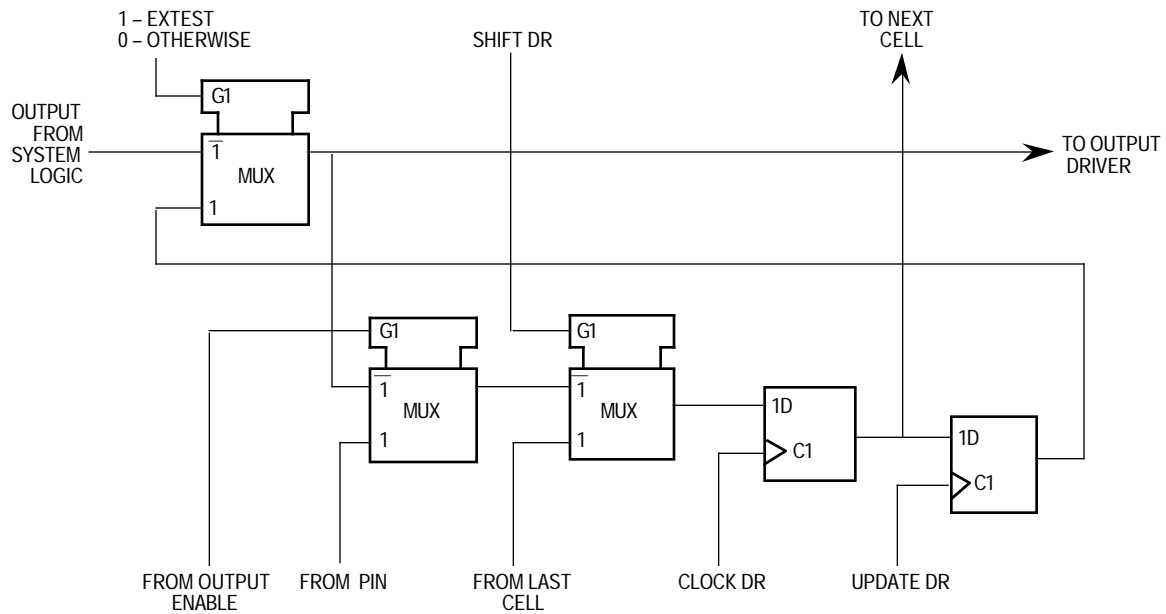 1 – EXTEST
0 – OTHERWISE
SHIFT DR
TO NEXT
CELL
G1
OUTPUT
FROM
SYSTEM
LOGIC
1
MUX
1
TO OUTPUT
DRIVER
G1
G1
1
MUX
1
1
MUX
1
1D
C1
1D
C1
FROM OUTPUT
ENABLE
FROM PIN
FROM LAST
CELL
CLOCK DR
UPDATE DR